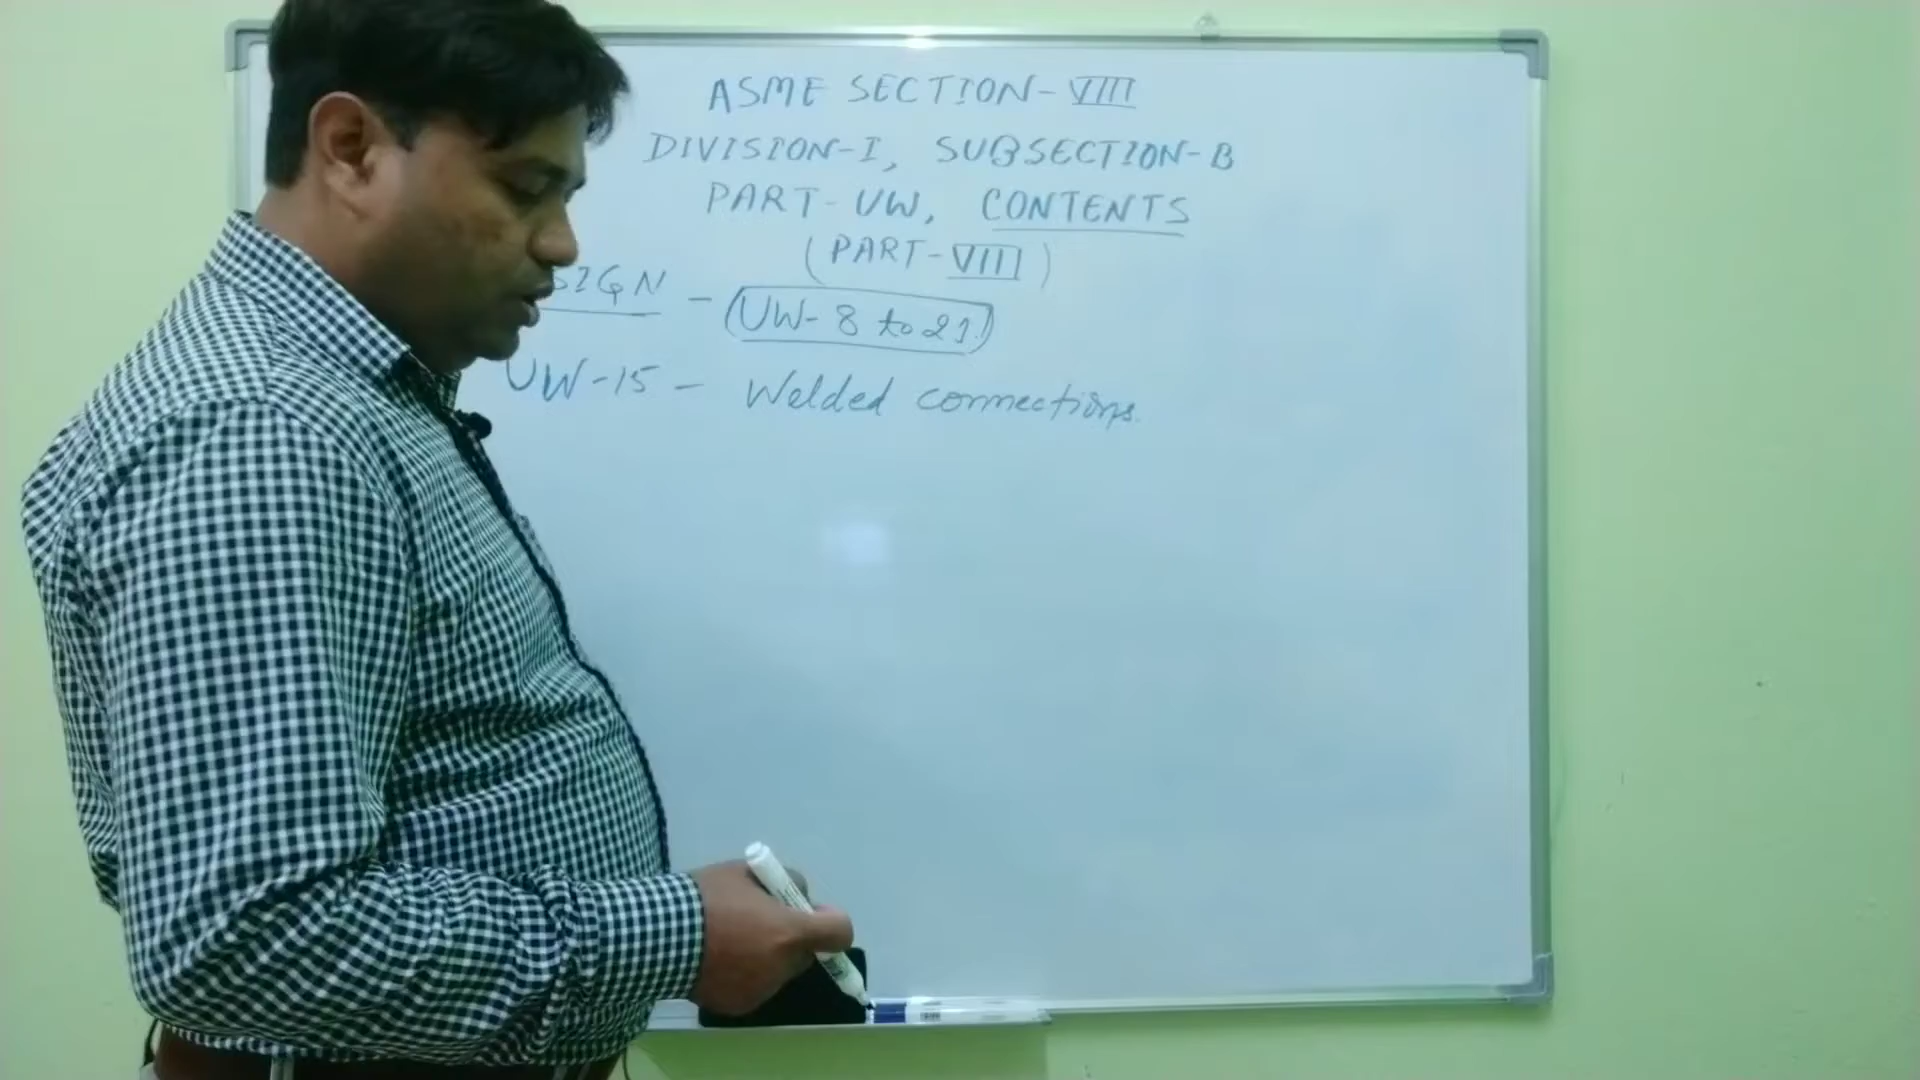 ASME SECTION-VIII
DIVISION-I, SUBSECTION-B
PART-UW, CONTENTS
(PART-VIII)
SIGN - (UW-8 to 21)
UW-15 - Welded connections.